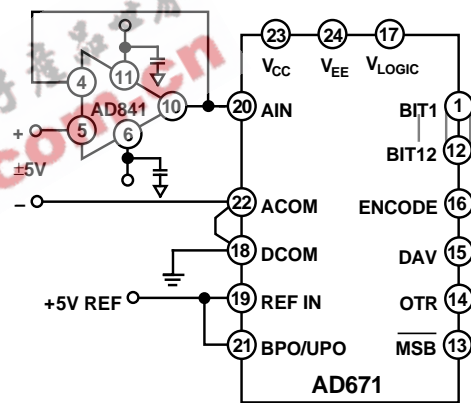 23
24
17
VCC
VEE
VLOGIC
4
11
AD841
10
20
AIN
BIT1
1
+
5
6
±5V
BIT12
12
–
22
ACOM
ENCODE
16
18
DCOM
DAV
15
+5V REF
19
REF IN
OTR
14
21
BPO/UPO
MSB
13
AD671
com.cn